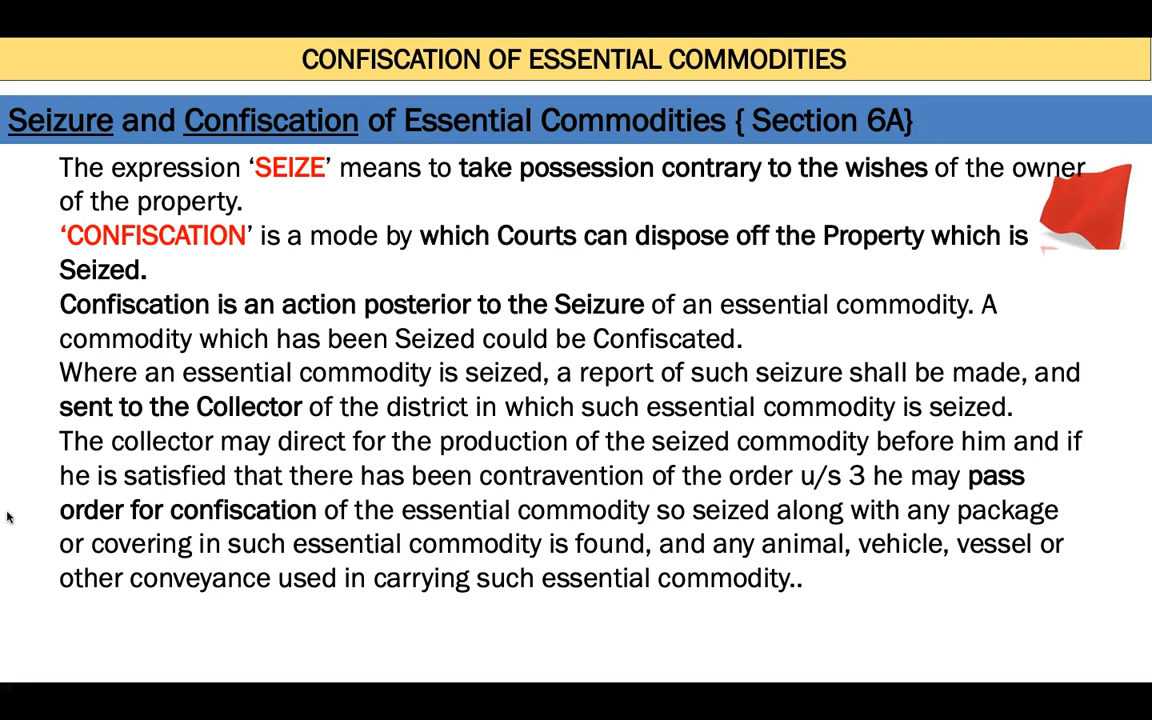 CONFISCATION OF ESSENTIAL COMMODITIES
Seizure and Confiscation of Essential Commodities { Section 6A}
The expression ‘SEIZE’ means to take possession contrary to the wishes of the owner
of the property.
‘CONFISCATION’ is a mode by which Courts can dispose off the Property which is
Seized.
Confiscation is an action posterior to the Seizure of an essential commodity. A
commodity which has been Seized could be Confiscated.
Where an essential commodity is seized, a report of such seizure shall be made, and
sent to the Collector of the district in which such essential commodity is seized.
The collector may direct for the production of the seized commodity before him and if
he is satisfied that there has been contravention of the order u/s 3 he may pass
order for confiscation of the essential commodity so seized along with any package
or covering in such essential commodity is found, and any animal, vehicle, vessel or
other conveyance used in carrying such essential commodity..